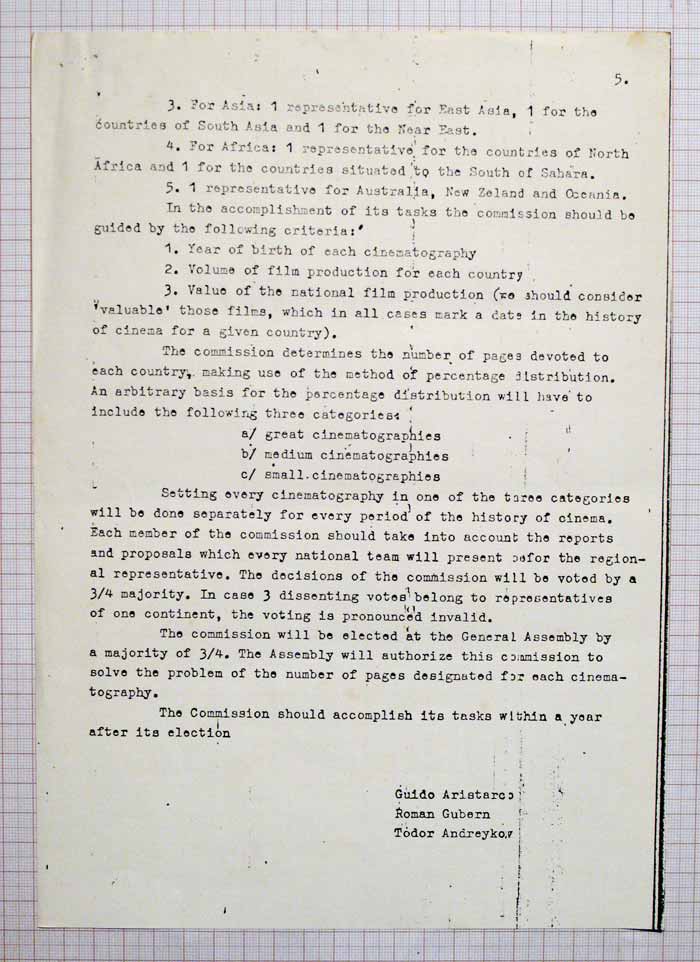 5.
3. For Asia: 1 representative for East Asia, 1 for the
countries of South Asia and 1 for the Near East.
4. For Africa: 1 representative for the countries of North
Africa and 1 for the countries situated to the South of Sahara.
5. 1 representative for Australia, New Zeland and Oceania.
In the accomplishment of its tasks the commission should be
guided by the following criteria:
1. Year of birth of each cinematography
2. Volume of film production for each country
3. Value of the national film production (we should consider
'valuable' those films, which in all cases mark a date in the history
of cinema for a given country).
The commission determines the number of pages devoted to
each country, making use of the method of percentage distribution.
An arbitrary basis for the percentage distribution will have to
include the following three categories:
a/ great cinematographies
b/ medium cinematographies
c/ small cinematographies
Setting every cinematography in one of the three categories
will be done separately for every period of the history of cinema.
Each member of the commission should take into account the reports
and proposals which every national team will present befor the region-
al representative. The decisions of the commission will be voted by a
3/4 majority. In case 3 dissenting votes belong to representatives
of one continent, the voting is pronounced invalid.
The commission will be elected at the General Assembly by
a majority of 3/4. The Assembly will authorize this commission to
solve the problem of the number of pages designated for each cinema-
tography.
The Commission should accomplish its tasks within a year
after its election
Guido Aristarco
Roman Gubern
Todor Andreykov